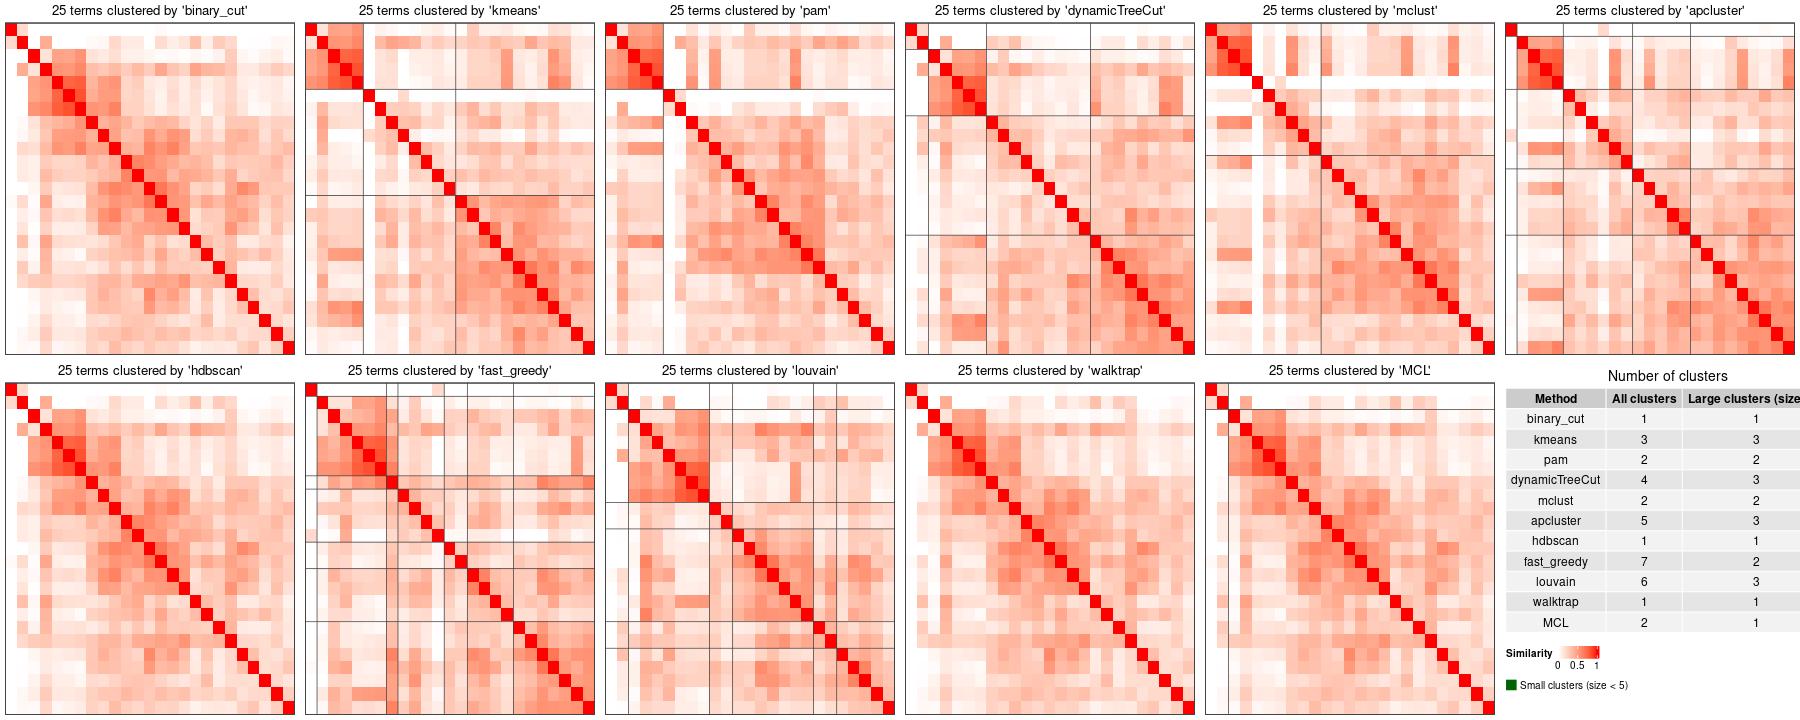 25 terms clustered by 'binary_cut'
25 terms clustered by 'kmeans'
25 terms clustered by 'pam'
25 terms clustered by 'dynamicTreeCut'
25 terms clustered by 'mclust'
25 terms clustered by 'apcluster'
25 terms clustered by 'hdbscan'
25 terms clustered by 'fast_greedy'
25 terms clustered by 'louvain'
25 terms clustered by 'walktrap'
25 terms clustered by 'MCL'
Number of clusters
Method All clusters Large clusters (size
binary_cut 1 1
kmeans 3 3
pam 2 2
dynamicTreeCut 4 3
mclust 2 2
apcluster 5 3
hdbscan 1 1
fast_greedy 7 2
louvain 6 3
walktrap 1 1
MCL 2 1
Similarity
0 0.5 1
Small clusters (size < 5)